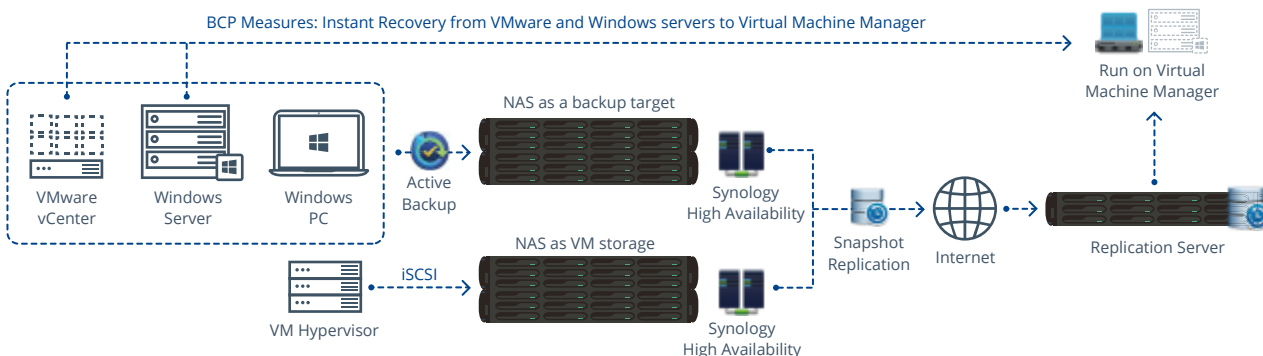 BCP Measures: Instant Recovery from VMware and Windows servers to Virtual Machine Manager
Run on Virtual
Machine Manager
NAS as a backup target
VMware
vCenter
Windows
Server
Windows
PC
Active
Backup
Synology
High Availability
Snapshot
Replication
Internet
Replication Server
NAS as VM storage
iSCSI
VM Hypervisor
Synology
High Availability